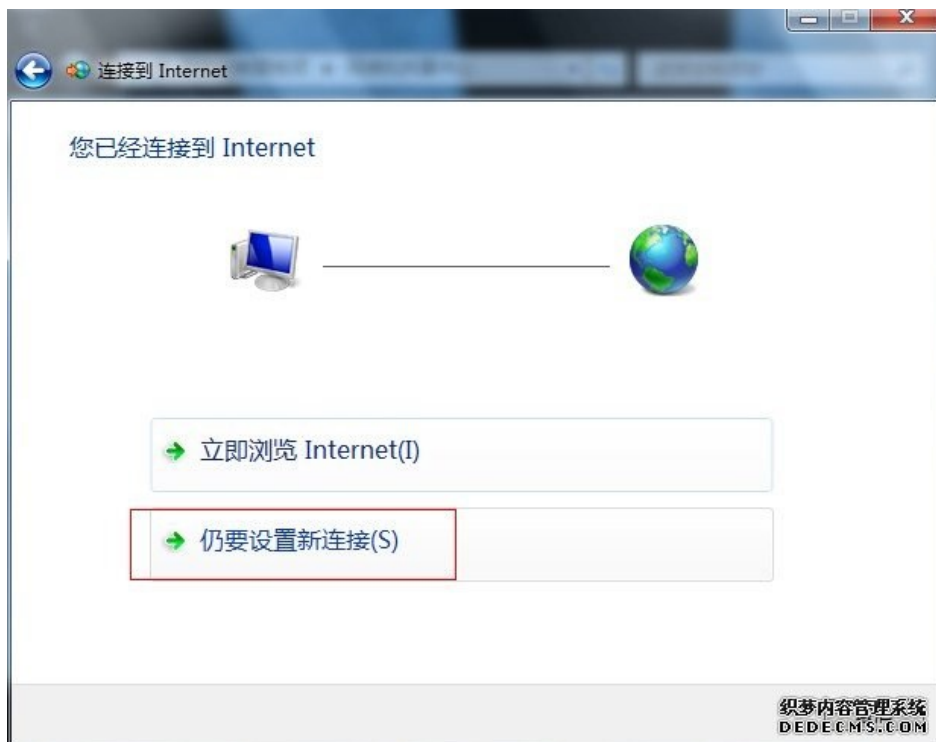 连接到 Internet
您已经连接到 Internet
立即浏览 Internet(I)
仍要设置新连接(S)
织梦内容管理系统
DEDECMS.COM